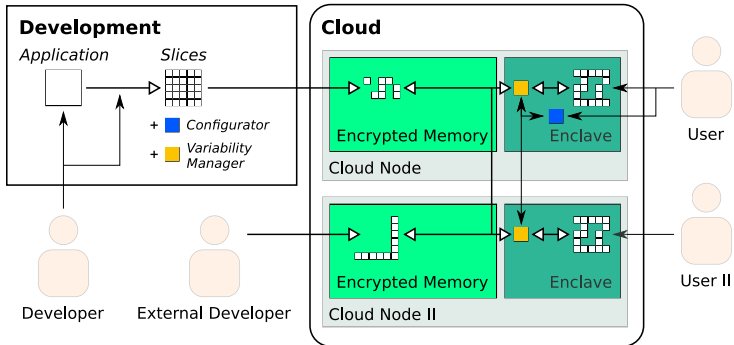 Development
Application
Slices
+ Configurator
+ Variability
Manager
Cloud
Encrypted Memory
Enclave
Cloud Node
Encrypted Memory
Enclave
Cloud Node II
User
User II
Developer
External Developer